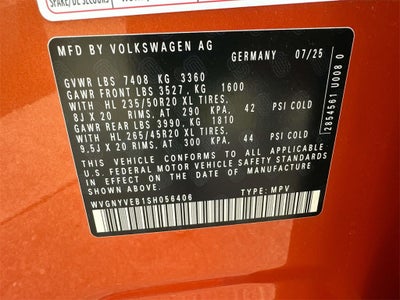 SPARE/
DE SECOURS
MFD BY VOLKSWAGEN AG
GERMANY 07/25
GVWR LBS 7408 KG 3360
GAWR FRONT LBS 3527, KG 1600
WITH HL 235/50R20 XL TIRES,
8J X 20 RIMS, AT 290 KPA 42 PSI COLD
GAWR REAR LBS 3990, KG 1810
WITH HL 265/45R20 XL TIRES,
9,5J X 20 RIMS, AT 300 KPA 44 PSI COLD
THIS VEHICLE CONFORMS TO ALL APPLICABLE
U.S. FEDERAL MOTOR VEHICLE SAFETY STANDARDS
IN EFFECT ON THE DATE OF MANUFACTURE
SHOWN ABOVE
WVGNYVEB1SH056406
TYPE: MPV
2854561 U008 0